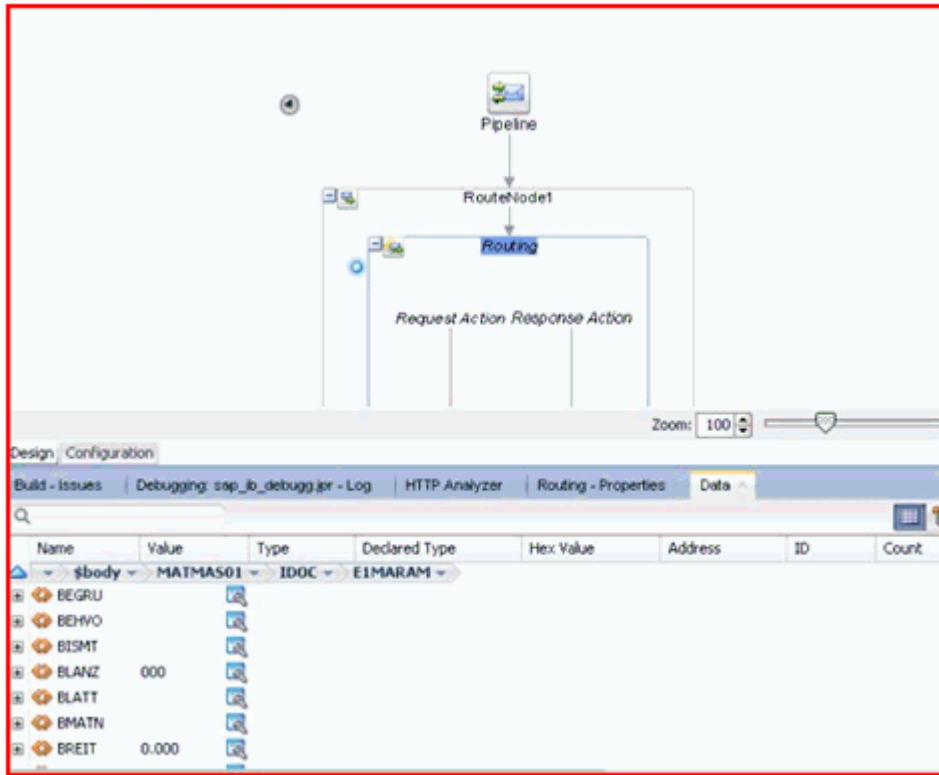 Pipeline
RouteNode1
Routing
Request Action Response Action
Zoom: 100
Design Configuration
Build - Issues Debugging: sap_ib_debugg.jpr - Log HTTP Analyzer Routing - Properties Data
Name Value Type Declared Type Hex Value Address ID Count
$body MATMAS01 IDOC E1MARAM
BEGRU
BEHVO
BISMT
BLANZ 000
BLATT
BMATN
BREIT 0.000